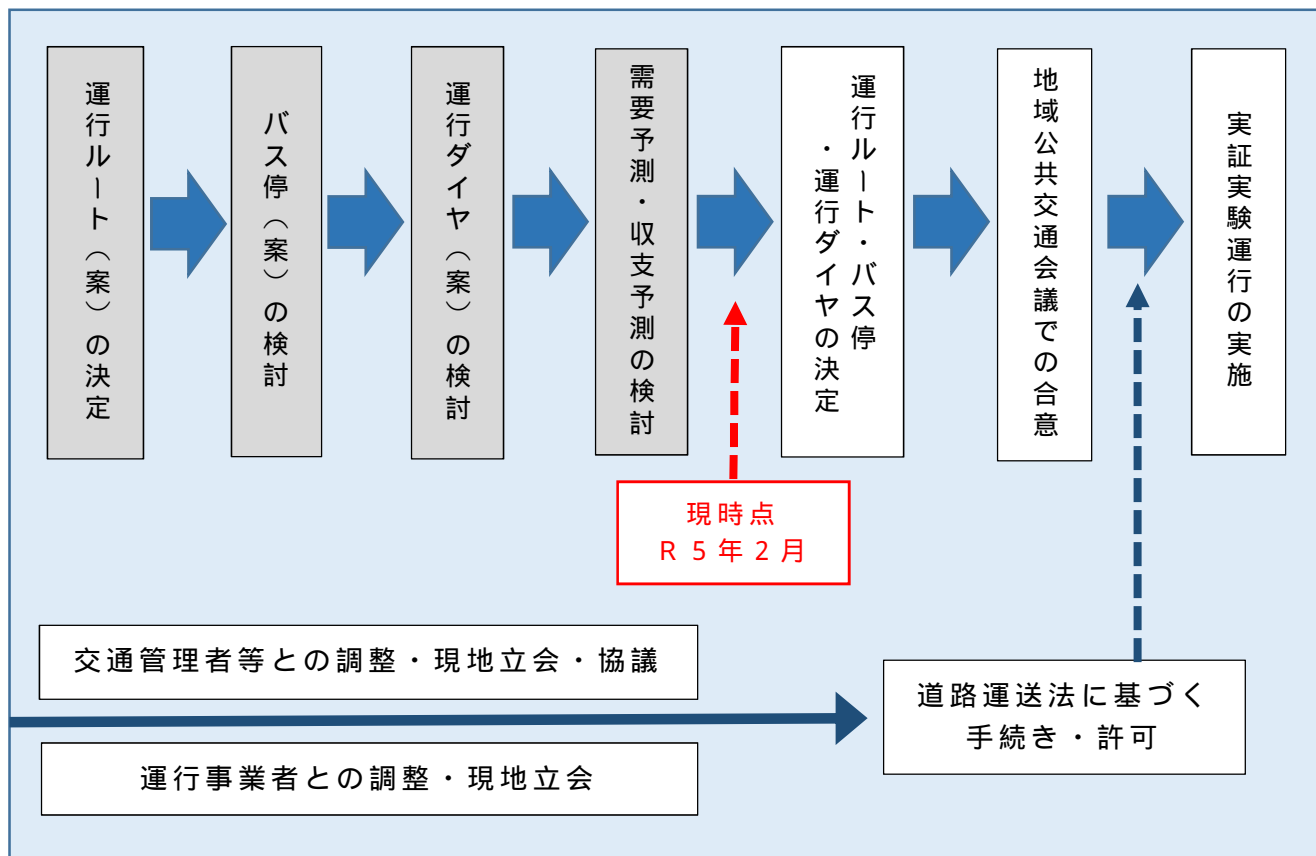 運行ルート（案）の決定
バス停（案）の検討
運行ダイヤ（案）の検討
需要予測・収支予測の検討
運行ルート・バス停
・運行ダイヤの決定
地域公共交通会議での合意
実証実験運行の実施
現時点
Ｒ５年２月
交通管理者等との調整・現地立会・協議
運行事業者との調整・現地立会
道路運送法に基づく
手続き・許可